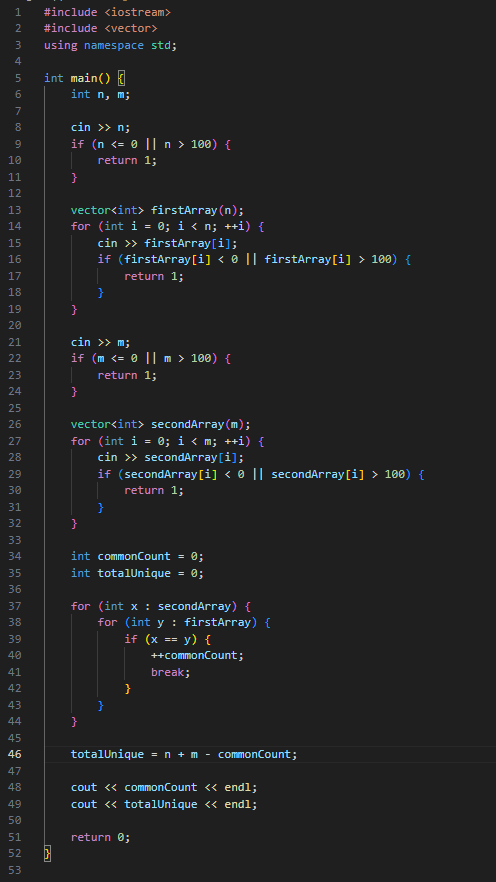 1 #include <iostream>
2 #include <vector>
3 using namespace std;
4
5 int main() {
6     int n, m;
7
8     cin >> n;
9     if (n <= 0 || n > 100) {
10         return 1;
11     }
12
13     vector<int> firstArray(n);
14     for (int i = 0; i < n; ++i) {
15         cin >> firstArray[i];
16         if (firstArray[i] < 0 || firstArray[i] > 100) {
17             return 1;
18         }
19     }
20
21     cin >> m;
22     if (m <= 0 || m > 100) {
23         return 1;
24     }
25
26     vector<int> secondArray(m);
27     for (int i = 0; i < m; ++i) {
28         cin >> secondArray[i];
29         if (secondArray[i] < 0 || secondArray[i] > 100) {
30             return 1;
31         }
32     }
33
34     int commonCount = 0;
35     int totalUnique = 0;
36
37     for (int x : secondArray) {
38         for (int y : firstArray) {
39             if (x == y) {
40                 ++commonCount;
41                 break;
42             }
43         }
44     }
45
46     totalUnique = n + m - commonCount;
47
48     cout << commonCount << endl;
49     cout << totalUnique << endl;
50
51     return 0;
52 }
53